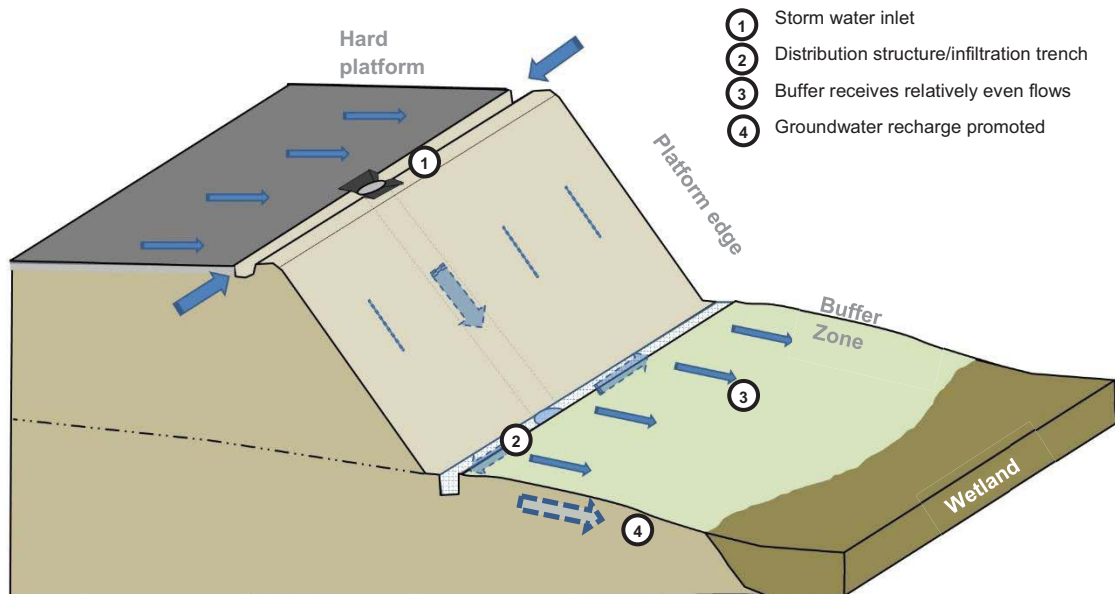 1 Storm water inlet
2 Distribution structure/infiltration trench
3 Buffer receives relatively even flows
4 Groundwater recharge promoted
Hard
platform
1
Platform edge
Buffer
Zone
3
2
Wetland
4